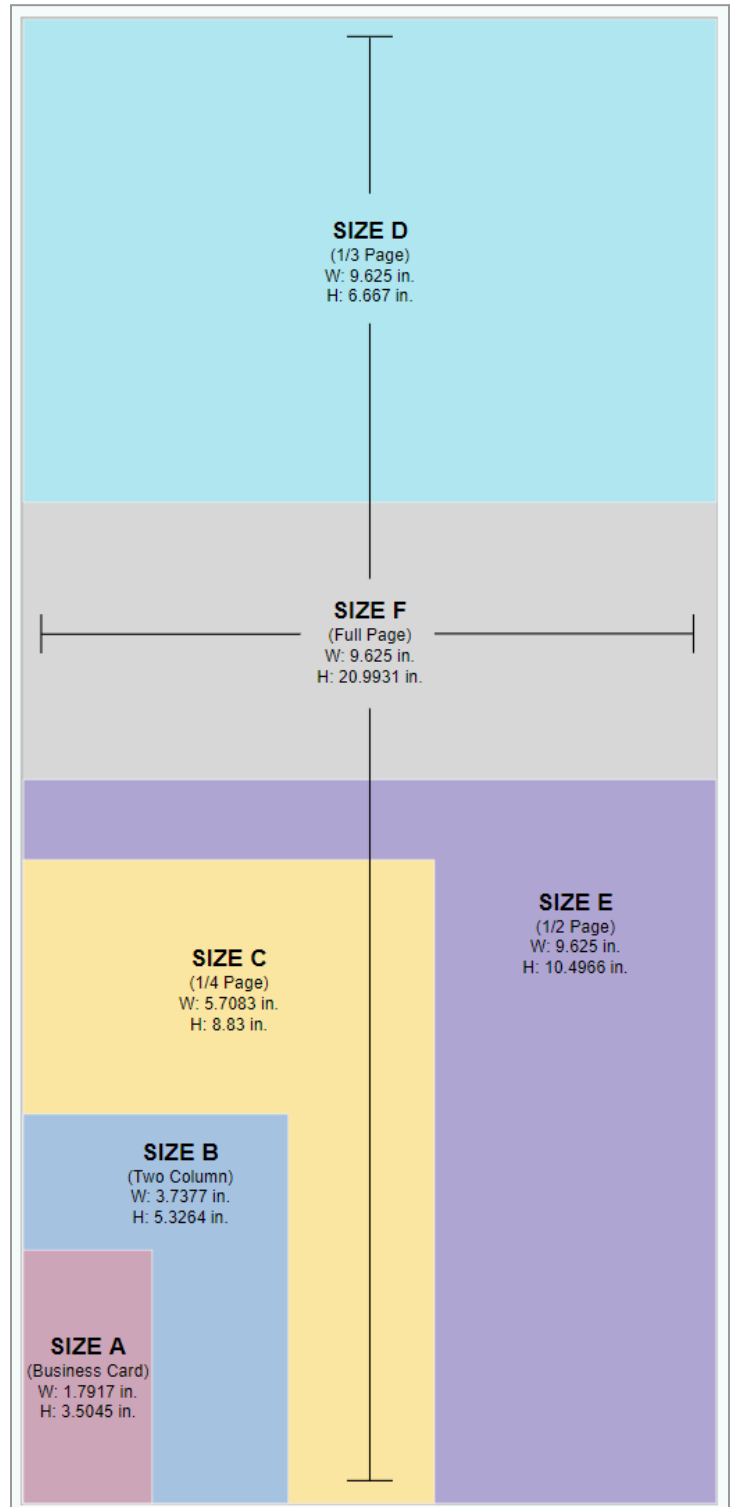 SIZE D
(1/3 Page)
W: 9.625 in.
H: 6.667 in.
SIZE F
(Full Page)
W: 9.625 in.
H: 20.9931 in.
SIZE E
(1/2 Page)
W: 9.625 in.
H: 10.4966 in.
SIZE C
(1/4 Page)
W: 5.7083 in.
H: 8.83 in.
SIZE B
(Two Column)
W: 3.7377 in.
H: 5.3264 in.
SIZE A
(Business Card)
W: 1.7917 in.
H: 3.5045 in.